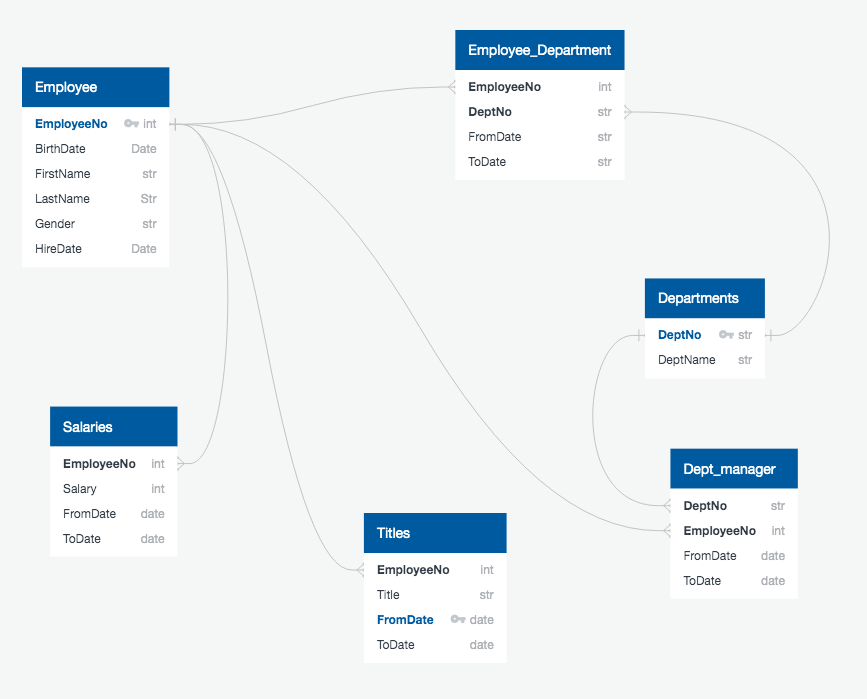 Employee
EmployeeNo int
BirthDate Date
FirstName str
LastName Str
Gender str
HireDate Date
Employee_Department
EmployeeNo int
DeptNo str
FromDate str
ToDate str
Departments
DeptNo str
DeptName str
Salaries
EmployeeNo int
Salary int
FromDate date
ToDate date
Titles
EmployeeNo int
Title str
FromDate date
ToDate date
Dept_manager
DeptNo str
EmployeeNo int
FromDate date
ToDate date